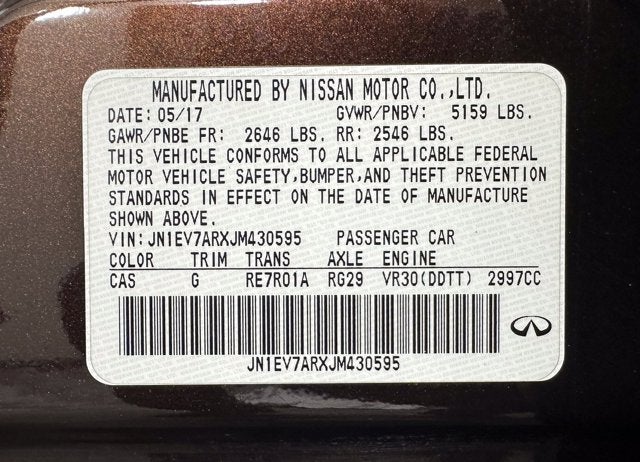 MANUFACTURED BY NISSAN MOTOR CO.,LTD.
DATE: 05/17 GVWR/PNBV: 5159 LBS.
GAWR/PNBE FR: 2646 LBS. RR: 2546 LBS.
THIS VEHICLE CONFORMS TO ALL APPLICABLE FEDERAL
MOTOR VEHICLE SAFETY,BUMPER,AND THEFT PREVENTION
STANDARDS IN EFFECT ON THE DATE OF MANUFACTURE
SHOWN ABOVE.
VIN: JN1EV7ARXJM430595 PASSENGER CAR
COLOR TRIM TRANS AXLE ENGINE
CAS G RE7R01A RG29 VR30(DDTT) 2997CC
JN1EV7ARXJM430595